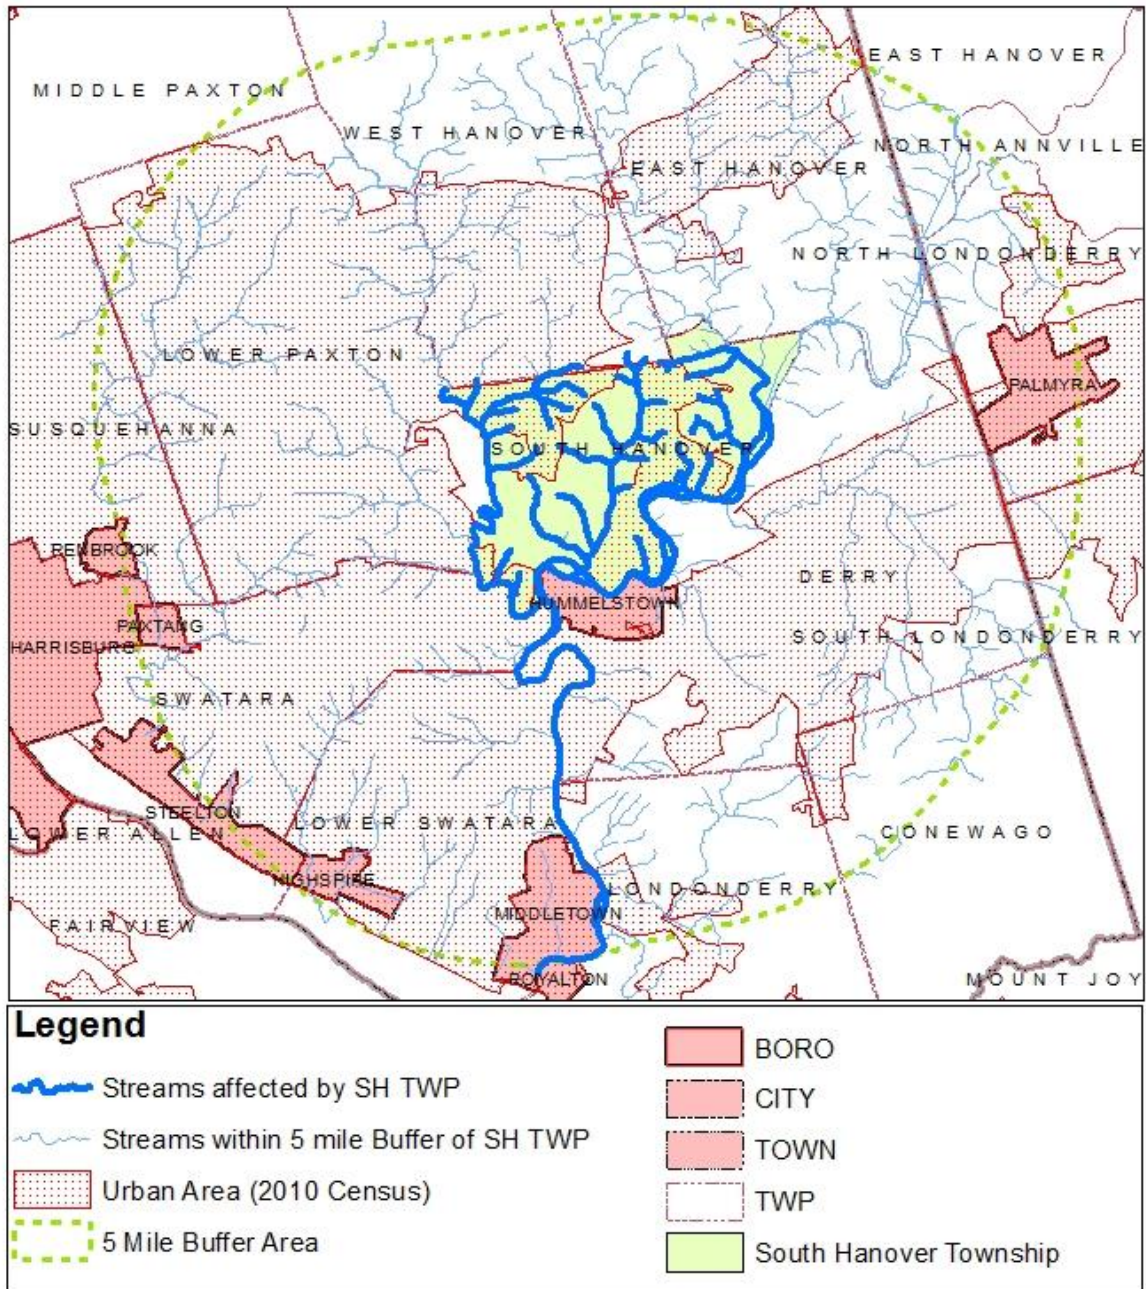 EAST HANOVER
MIDDLE PAXTON
WEST HANOVER
NORTH ANNVILLE
EAST HANOVER
NORTH LONDONDERRY
LOWER PAXTON
PALMYRA
SUSQUEHANNA
SOUTH HANOVER
PENBROOK
DERRY
HUMMELSTOWN
PAXTANG
SOUTH LONDONDERRY
HARRISBURG
SWATARA
STEELTON
LOWER SWATARA
LOWER ALLEN
CONEWAGO
HIGHSPIRE
LONDONDERRY
MIDDLETOWN
FAIRVIEW
ROYALTON
MOUNT JOY
Legend
Streams affected by SH TWP
Streams within 5 mile Buffer of SH TWP
Urban Area (2010 Census)
5 Mile Buffer Area
BORO
CITY
TOWN
TWP
South Hanover Township